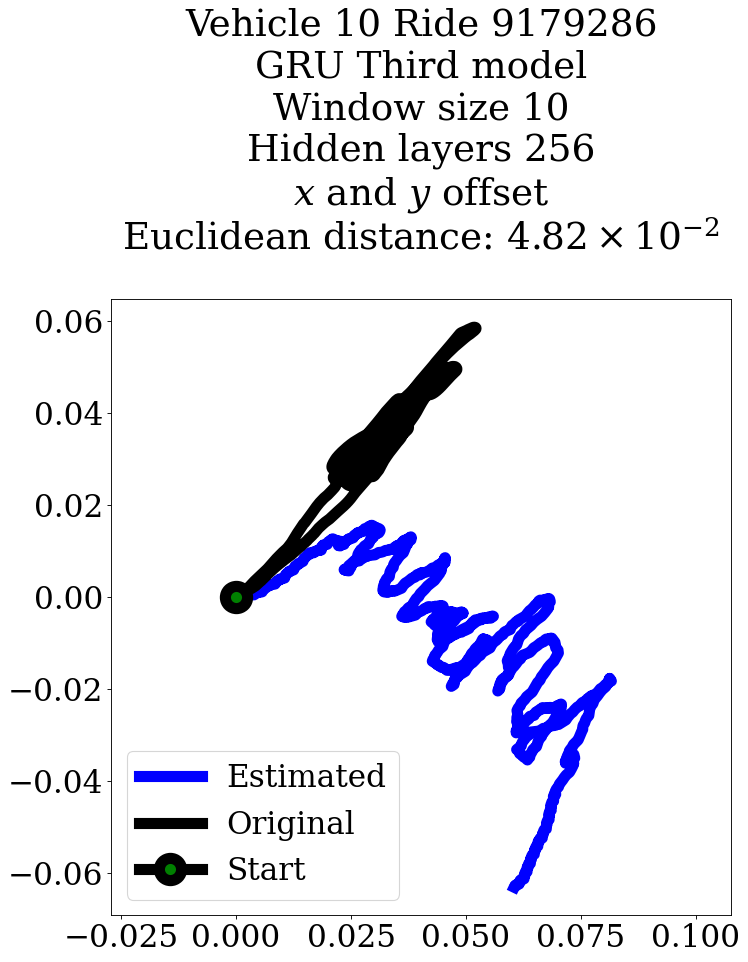 Vehicle 10 Ride 9179286
GRU Third model
Window size 10
Hidden layers 256
x and y offset
Euclidean distance: 4.82 × 10⁻²
0.06
0.04
0.02
0.00
−0.02
−0.04
−0.06
Estimated
Original
Start
−0.025 0.000 0.025 0.050 0.075 0.100